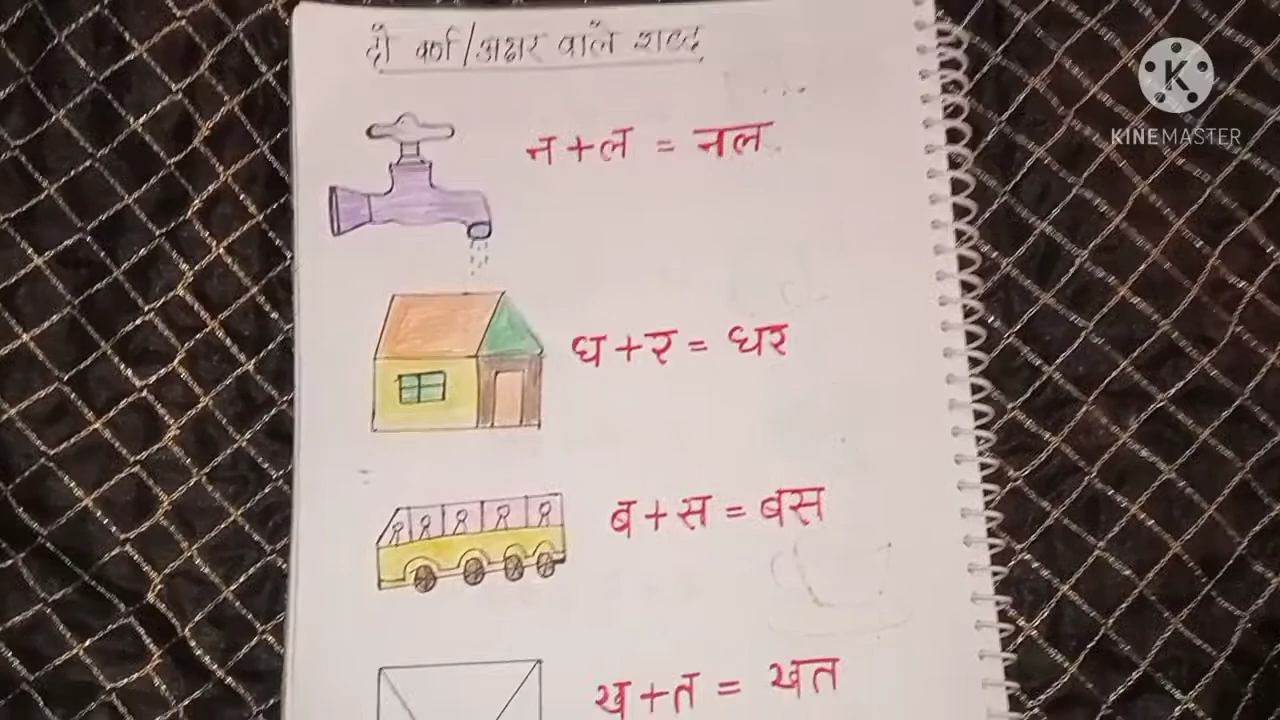 दो वर्ण/अक्षर वाले शब्द
न + ल = नल
घ + र = घर
ब + स = बस
ख + त = खत
KINEMASTER